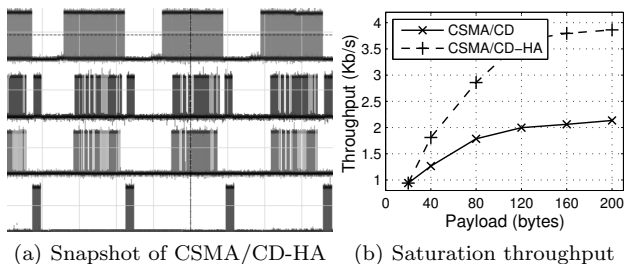 CSMA/CD
CSMA/CD-HA
Throughput (Kb/s)
4
3.5
3
2.5
2
1.5
1
0 40 80 120 160 200
Payload (bytes)
(a) Snapshot of CSMA/CD-HA (b) Saturation throughput